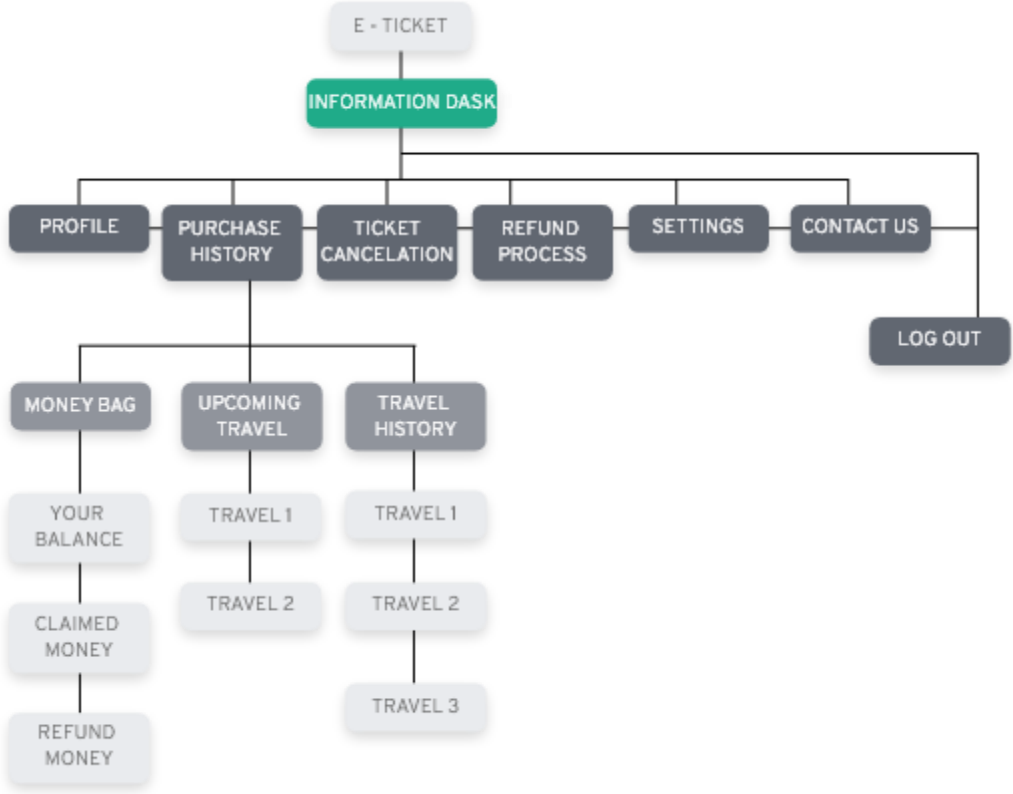 E - TICKET
INFORMATION DASK
PROFILE
PURCHASE
HISTORY
TICKET
CANCELATION
REFUND
PROCESS
SETTINGS
CONTACT US
LOG OUT
MONEY BAG
UPCOMING
TRAVEL
TRAVEL
HISTORY
YOUR
BALANCE
TRAVEL 1
TRAVEL 1
CLAIMED
MONEY
TRAVEL 2
TRAVEL 2
REFUND
MONEY
TRAVEL 3